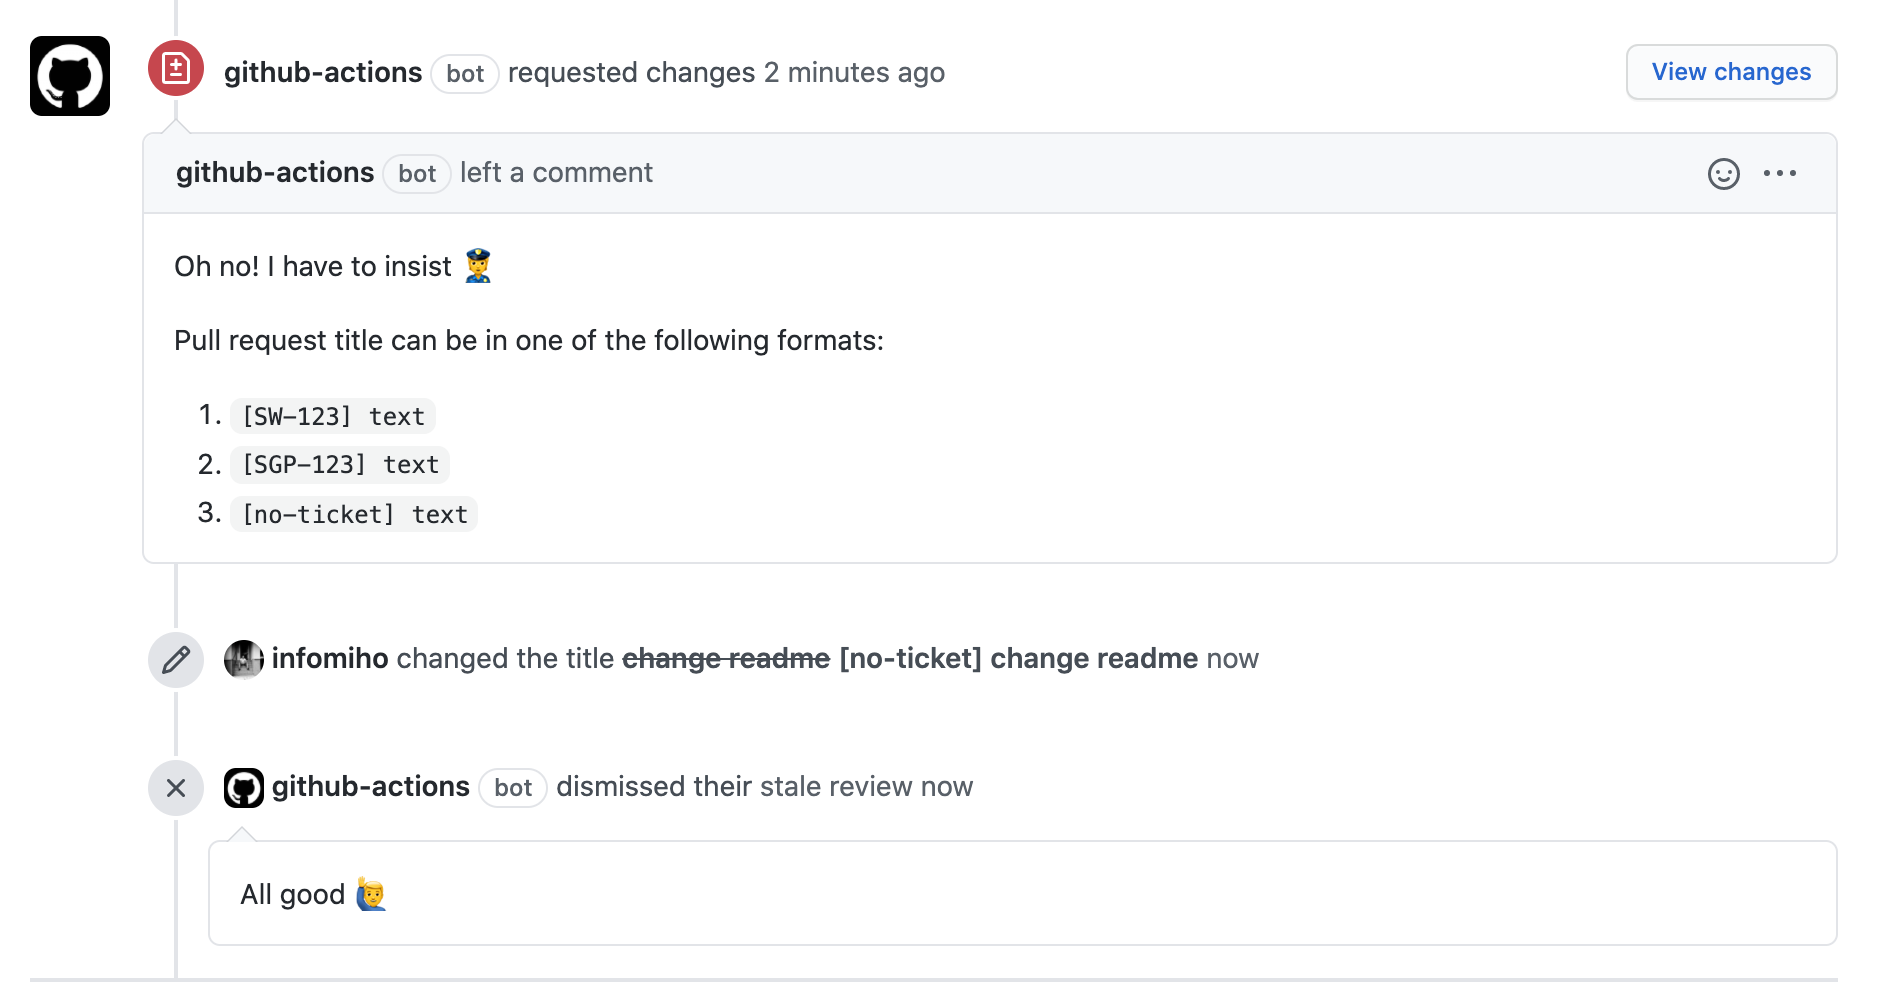 github-actions bot requested changes 2 minutes ago
View changes
github-actions bot left a comment
Oh no! I have to insist 👮
Pull request title can be in one of the following formats:
1. [SW-123] text
2. [SGP-123] text
3. [no-ticket] text
infomiho changed the title change readme [no-ticket] change readme now
github-actions bot dismissed their stale review now
All good 🙋‍♂️